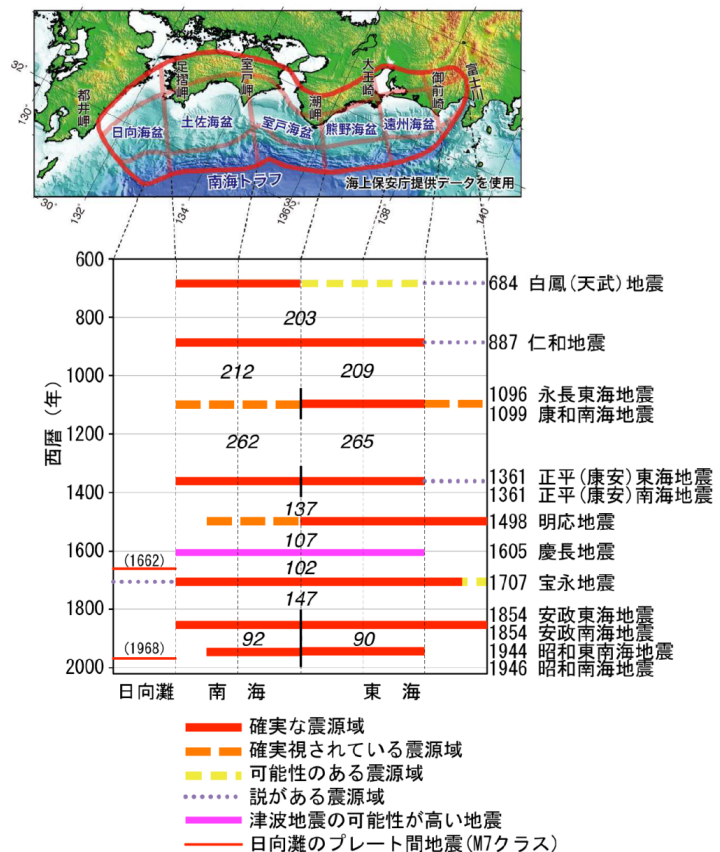 32°
130°
30°
132°
134°
136°
138°
140°
都井岬
足摺岬
室戸岬
潮岬
大王崎
御前崎
富士川
日向海盆
土佐海盆
室戸海盆
熊野海盆
遠州海盆
南海トラフ
海上保安庁提供データを使用
西暦(年)
600
800
1000
1200
1400
1600
1800
2000
203
212
209
262
265
137
107
102
147
92
90
(1662)
(1968)
684 白鳳(天武)地震
887 仁和地震
1096 永長東海地震
1099 康和南海地震
1361 正平(康安)東海地震
1361 正平(康安)南海地震
1498 明応地震
1605 慶長地震
1707 宝永地震
1854 安政東海地震
1854 安政南海地震
1944 昭和東南海地震
1946 昭和南海地震
日向灘 南 海 東 海
確実な震源域
確実視されている震源域
可能性のある震源域
説がある震源域
津波地震の可能性が高い地震
日向灘のプレート間地震(M7クラス)